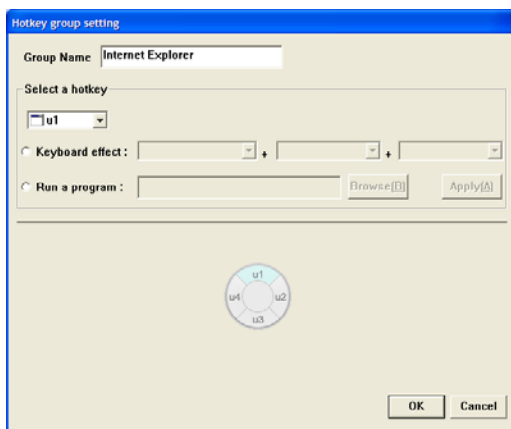 Hotkey group setting
Group Name Internet Explorer
Select a hotkey
u1
Keyboard effect : + +
Run a program : Browse(B) Apply(A)
u1
u4 u2
u3
OK Cancel